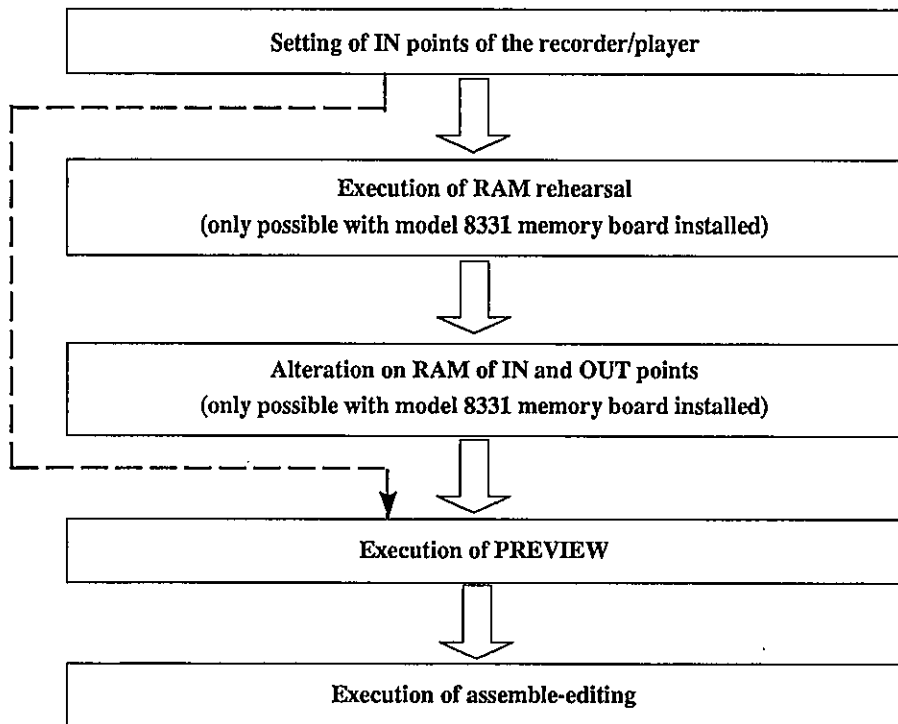 Setting of IN points of the recorder/player
Execution of RAM rehearsal
(only possible with model 8331 memory board installed)
Alteration on RAM of IN and OUT points
(only possible with model 8331 memory board installed)
Execution of PREVIEW
Execution of assemble-editing